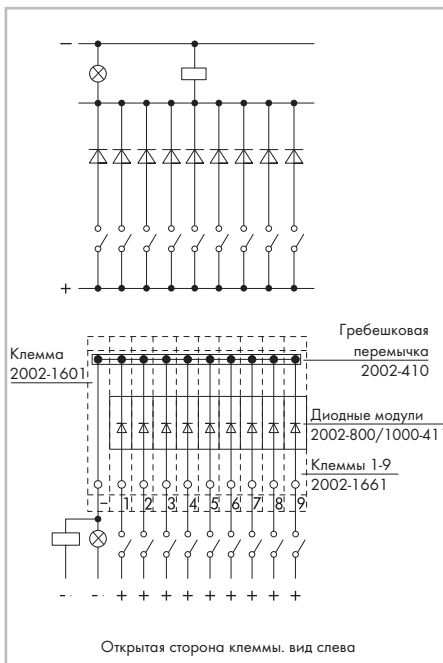 −
+
Клемма
2002-1601
Гребешковая
перемычка
2002-410
Диодные модули
2002-800/1000-411
Клеммы 1-9
2002-1661
− 1 2 3 4 5 6 7 8 9
- - + + + + + + + + +
Открытая сторона клеммы. вид слева